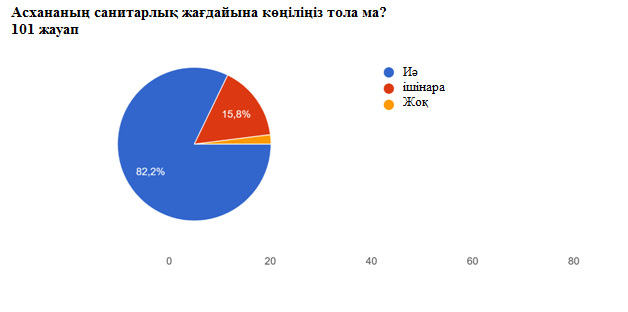 Асхананың санитарлық жағдайына көңіліңіз тола ма?
101 жауап
Иә
ішінара
Жоқ
15,8%
82,2%
0 20 40 60 80